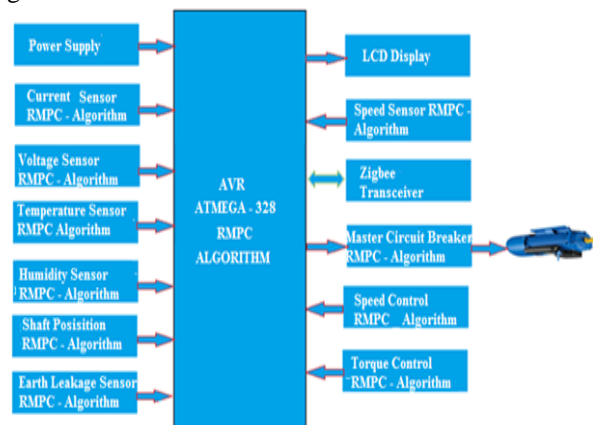 Power Supply
Current Sensor
RMPC - Algorithm
Voltage Sensor
RMPC - Algorithm
Temperature Sensor
RMPC Algorithm
Humidity Sensor
RMPC - Algorithm
Shaft Posisition
RMPC - Algorithm
Earth Leakage Sensor
RMPC - Algorithm
AVR
ATMEGA - 328
RMPC
ALGORITHM
LCD Display
Speed Sensor RMPC -
Algorithm
Zigbee
Transceiver
Master Circuit Breaker
RMPC - Algorithm
Speed Control
RMPC _ Algorithm
Torque Control
RMPC - Algorithm